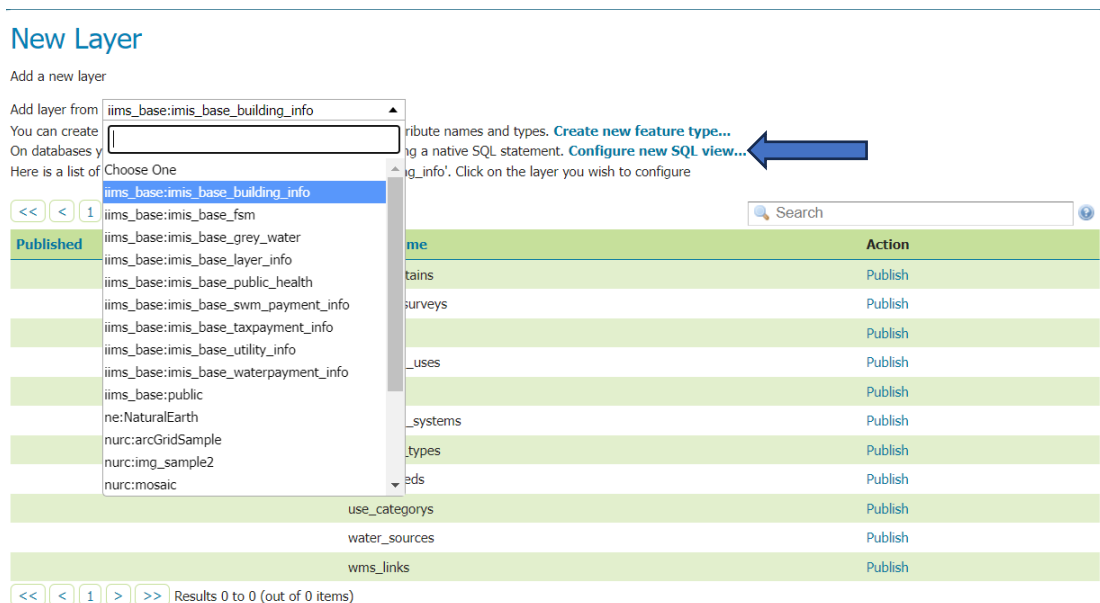 New Layer
Add a new layer
Add layer from iims_base:imis_base_building_info
You can create ribute names and types. Create new feature type...
On databases y ng a native SQL statement. Configure new SQL view...
Here is a list of g_info'. Click on the layer you wish to configure
Choose One
iims_base:imis_base_building_info
iims_base:imis_base_fsm
iims_base:imis_base_grey_water
iims_base:imis_base_layer_info
iims_base:imis_base_public_health
iims_base:imis_base_swm_payment_info
iims_base:imis_base_taxpayment_info
iims_base:imis_base_utility_info
iims_base:imis_base_waterpayment_info
iims_base:public
ne:NaturalEarth
nurc:arcGridSample
nurc:img_sample2
nurc:mosaic
<< < 1 Search
Published me Action
tains Publish
surveys Publish
Publish
_uses Publish
Publish
_systems Publish
_types Publish
eds Publish
use_categorys Publish
water_sources Publish
wms_links Publish
<< < 1 > >> Results 0 to 0 (out of 0 items)